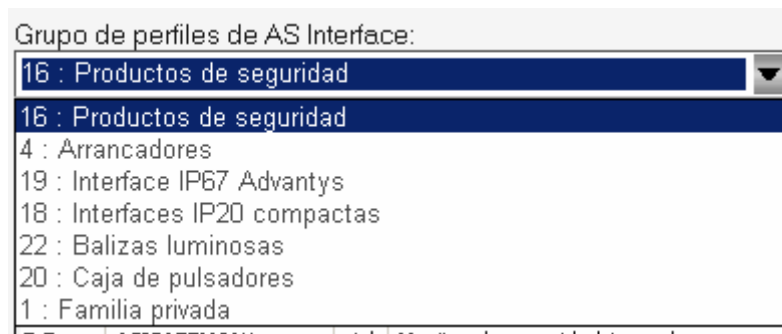 Grupo de perfiles de AS Interface:
16 : Productos de seguridad
16 : Productos de seguridad
4 : Arrancadores
19 : Interface IP67 Advantys
18 : Interfaces IP20 compactas
22 : Balizas luminosas
20 : Caja de pulsadores
1 : Familia privada